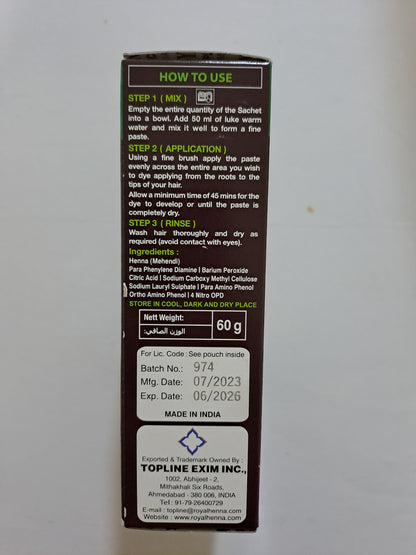 HOW TO USE
STEP 1 ( MIX )
Empty the entire quantity of the Sachet
into a bowl. Add 50 ml of luke warm
water and mix it well to form a fine
paste.
STEP 2 ( APPLICATION )
Using a fine brush apply the paste
evenly across the entire area you wish
to dye applying from the roots to the
tips of your hair.
Allow a minimum time of 45 mins for the
dye to develop or until the paste is
completely dry.
STEP 3 ( RINSE )
Wash hair thoroughly and dry as
required (avoid contact with eyes).
Ingredients :
Henna (Mehendi)
Para Phenylene Diamine | Barium Peroxide
Citric Acid | Sodium Carboxy Methyl Cellulose
Sodium Lauryl Sulphate | Para Amino Phenol
Ortho Amino Phenol | 4 Nitro OPD
STORE IN COOL, DARK AND DRY PLACE
Nett Weight:
الوزن الصافي:
60 g
For Lic. Code : See pouch inside
Batch No.: 974
Mfg. Date: 07/2023
Exp. Date: 06/2026
MADE IN INDIA
Exported & Trademark Owned By :
TOPLINE EXIM INC.,
1002, Abhijeet - 2,
Mithakhali Six Roads,
Ahmedabad - 380 006, INDIA
Tel : 91-79-26400729
E-mail : topline@royalhenna.com
Website : www.royalhenna.com